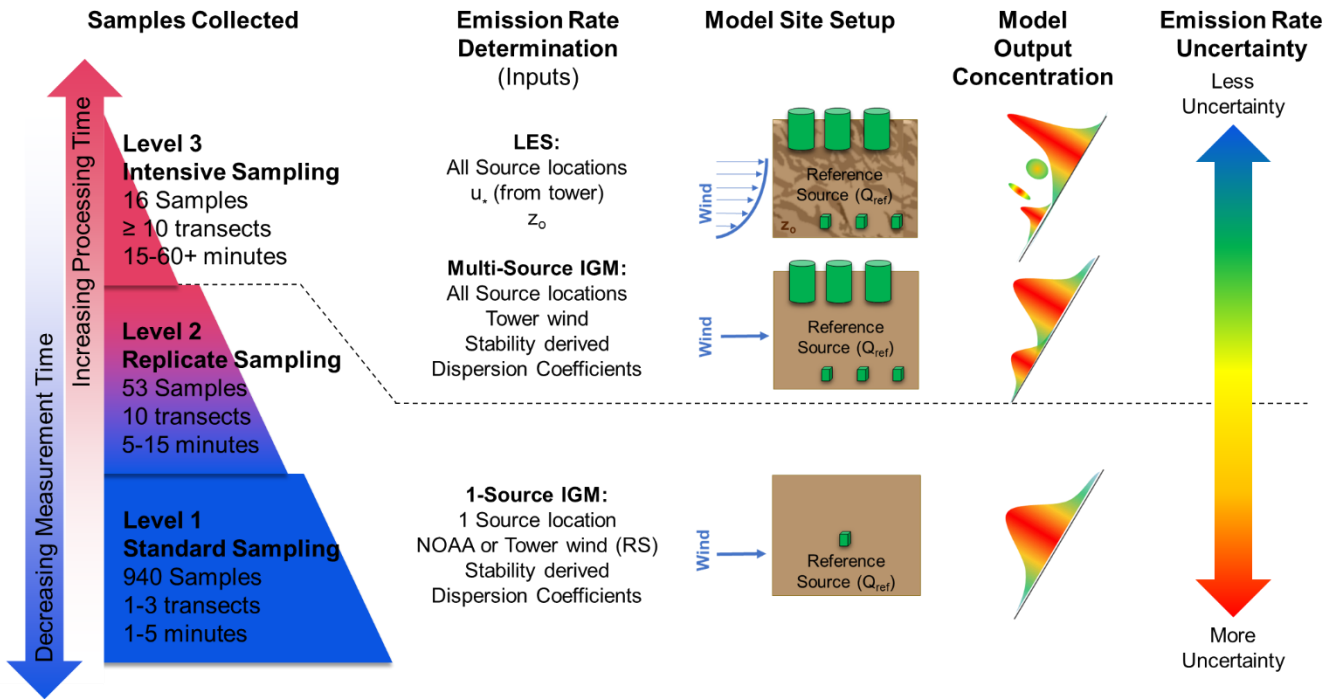 Samples Collected
Emission Rate
Determination
(Inputs)
Model Site Setup
Model
Output
Concentration
Emission Rate
Uncertainty
Less
Uncertainty
Decreasing Measurement Time
Increasing Processing Time
Level 3
Intensive Sampling
16 Samples
≥ 10 transects
15-60+ minutes
LES:
All Source locations
u* (from tower)
zo
Wind
Reference
Source (Qref)
zo
Level 2
Replicate Sampling
53 Samples
10 transects
5-15 minutes
Multi-Source IGM:
All Source locations
Tower wind
Stability derived
Dispersion Coefficients
Wind
Reference
Source (Qref)
Level 1
Standard Sampling
940 Samples
1-3 transects
1-5 minutes
1-Source IGM:
1 Source location
NOAA or Tower wind (RS)
Stability derived
Dispersion Coefficients
Wind
Reference
Source (Qref)
More
Uncertainty